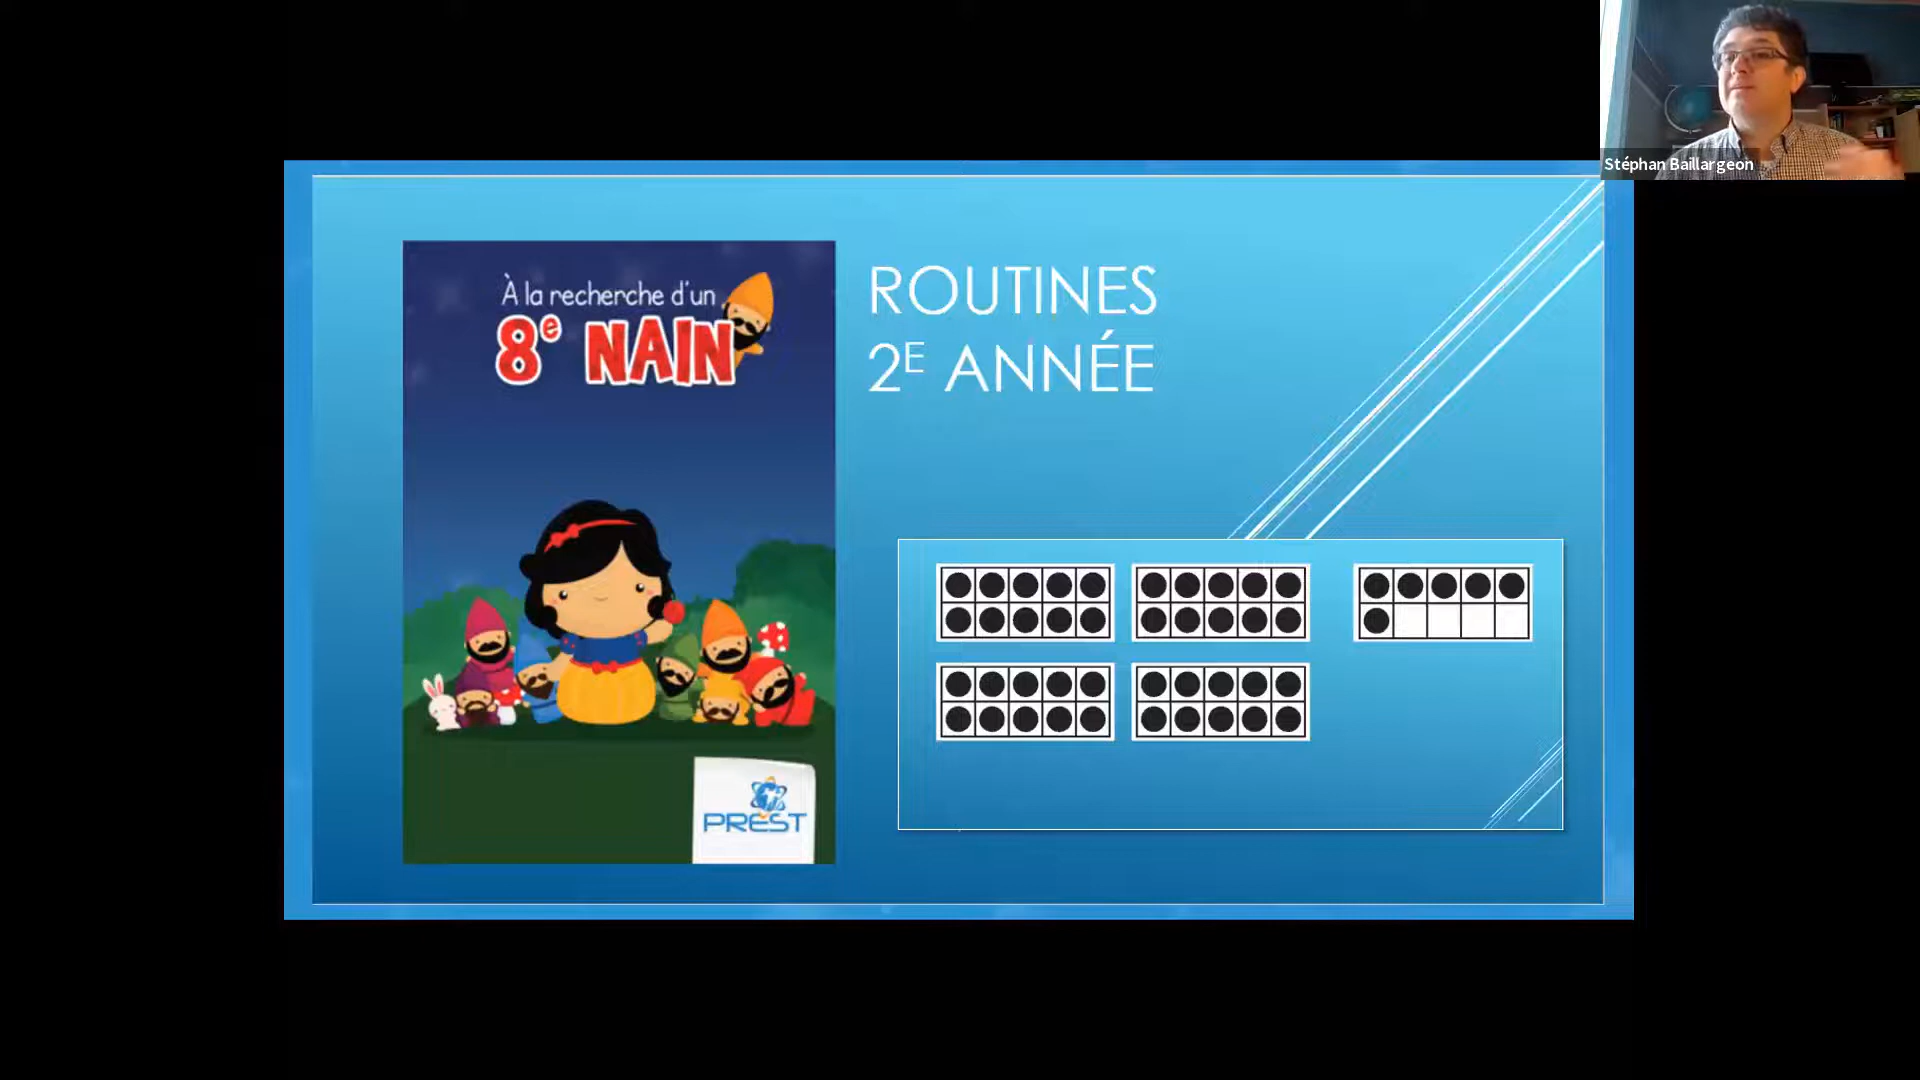 Stéphan Baillargeon
À la recherche d'un
8e NAIN
ROUTINES
2E ANNÉE
PREST